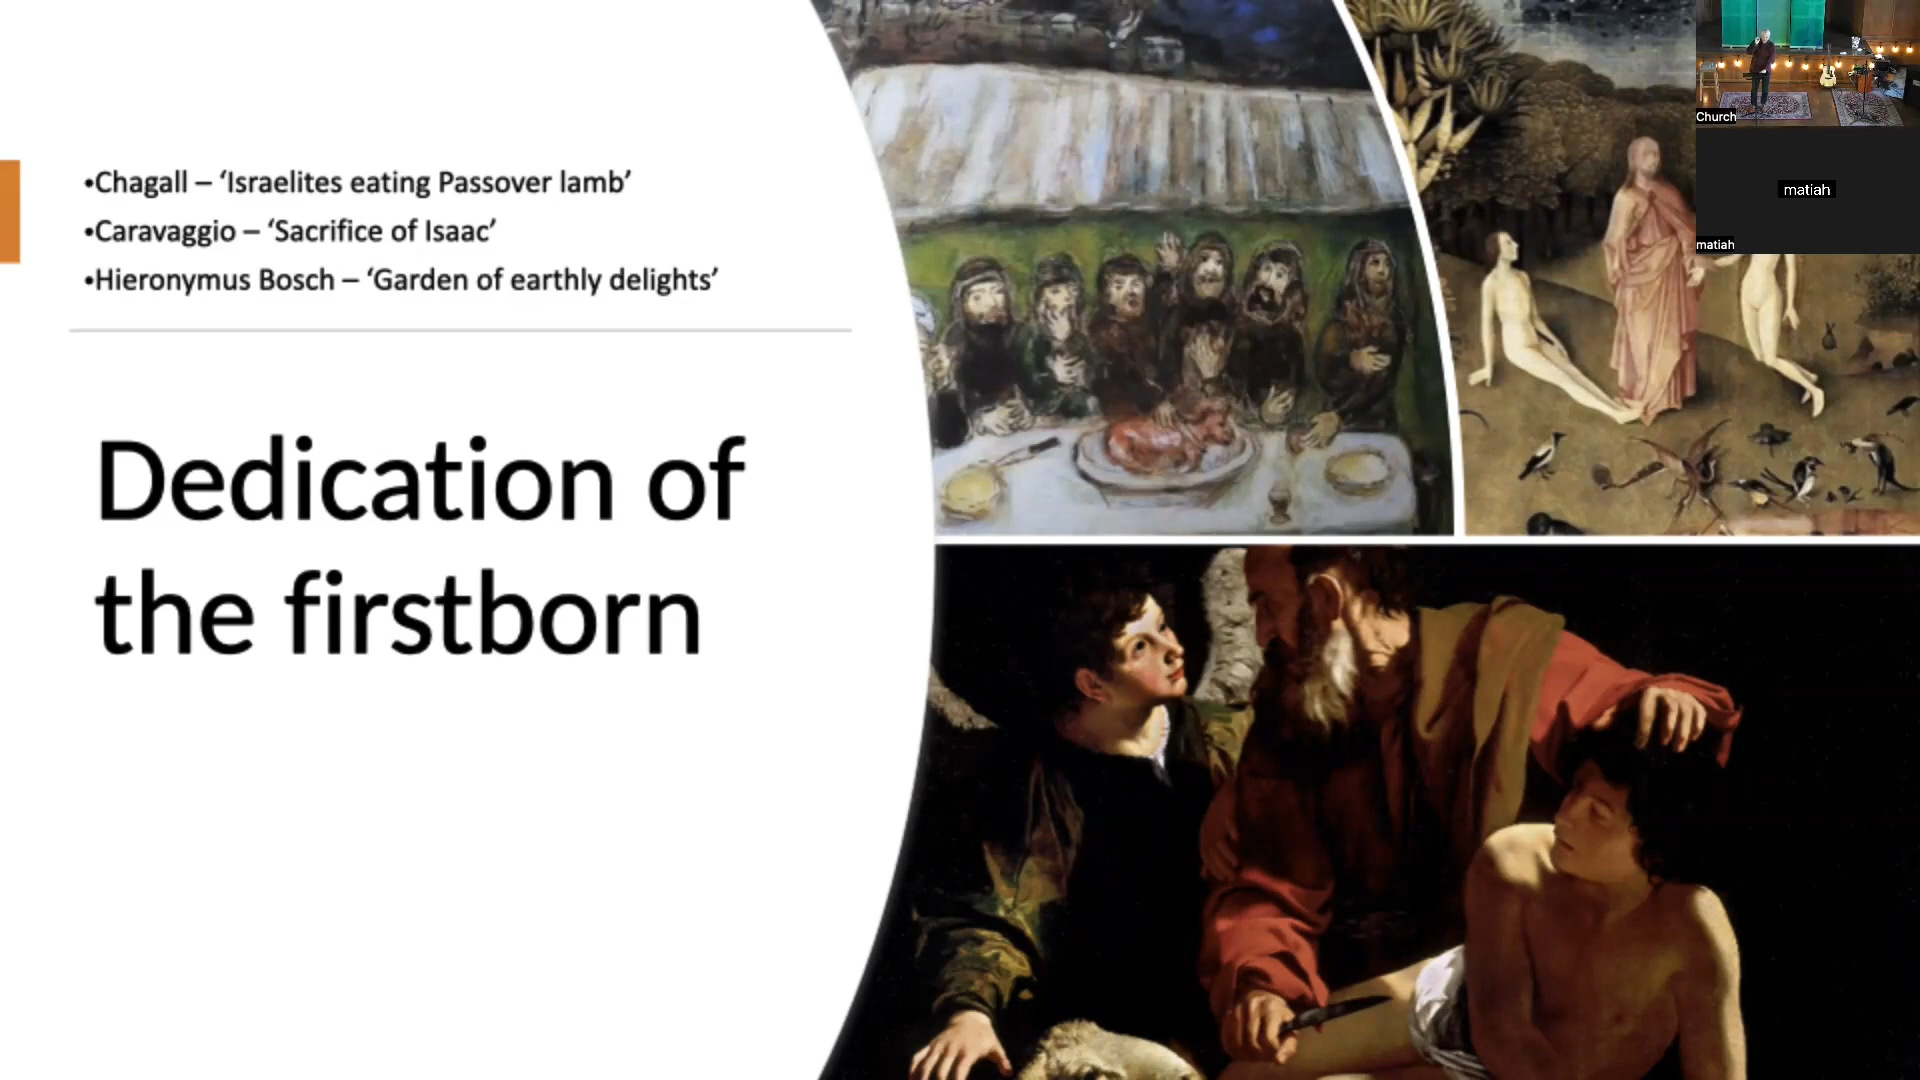 •Chagall – ‘Israelites eating Passover lamb’
•Caravaggio – ‘Sacrifice of Isaac’
•Hieronymus Bosch – ‘Garden of earthly delights’
Dedication of
the firstborn
Church
matiah
matiah